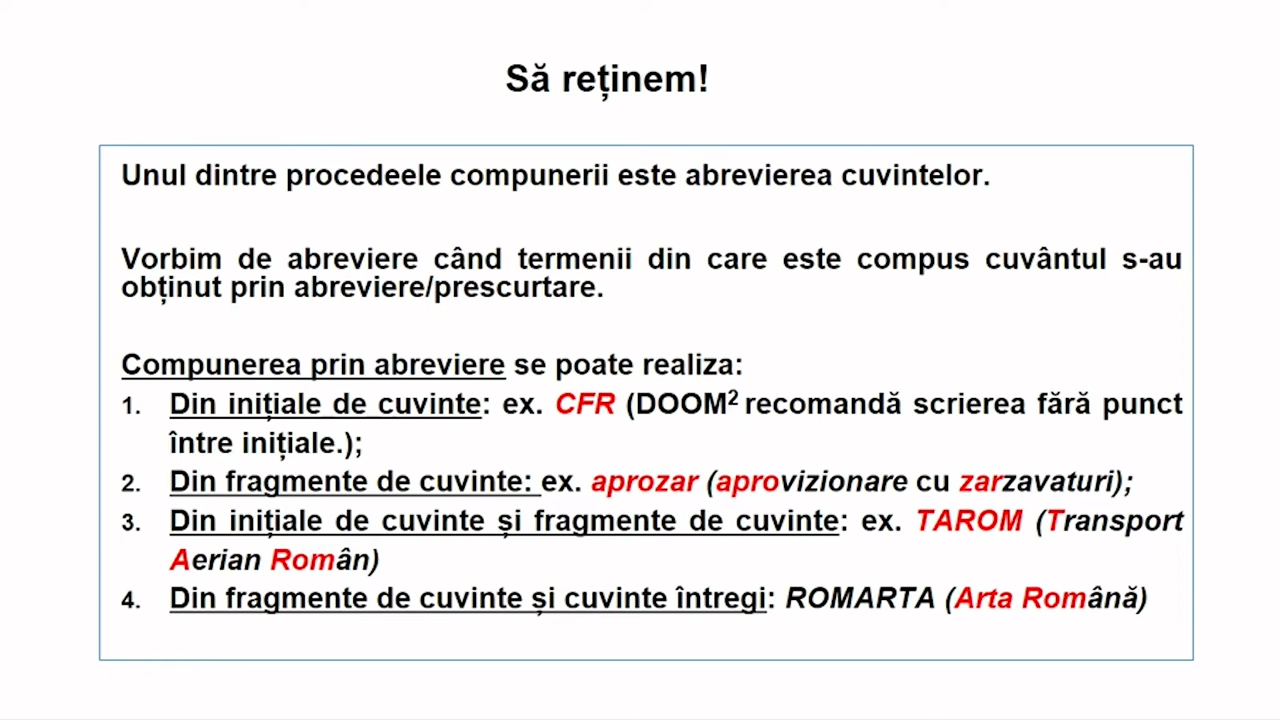 Să reținem!
Unul dintre procedeele compunerii este abrevierea cuvintelor.
Vorbim de abreviere când termenii din care este compus cuvântul s-au
obținut prin abreviere/prescurtare.
Compunerea prin abreviere se poate realiza:
1. Din inițiale de cuvinte: ex. CFR (DOOM² recomandă scrierea fără punct
între inițiale.);
2. Din fragmente de cuvinte: ex. aprozar (aprovizionare cu zarzavaturi);
3. Din inițiale de cuvinte și fragmente de cuvinte: ex. TAROM (Transport
Aerian Român)
4. Din fragmente de cuvinte și cuvinte întregi: ROMARTA (Arta Română)